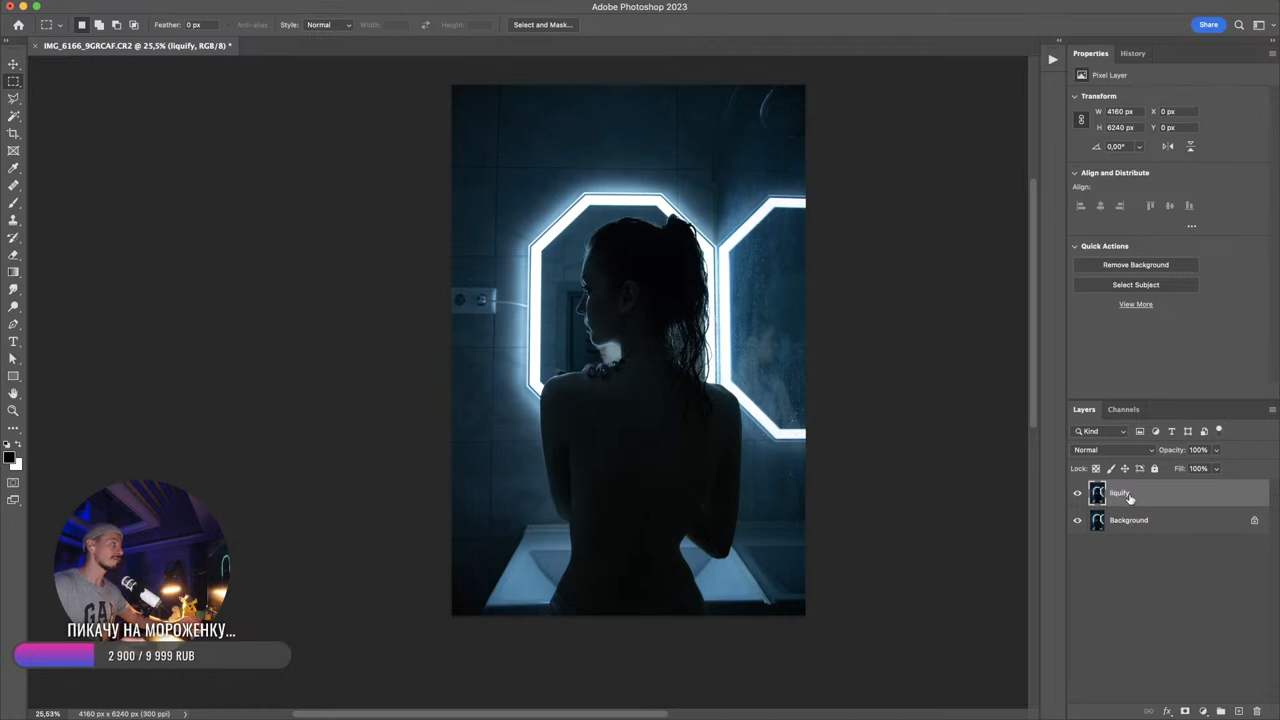 Adobe Photoshop 2023
Feather: 0 px
Anti-alias
Style: Normal
Width:
Height:
Select and Mask...
Share
IMG_6166_9GRCAF.CR2 @ 25,5% (liquify, RGB/8) *
Properties
History
Pixel Layer
Transform
W 4160 px
X 0 px
H 6240 px
Y 0 px
0,00°
Align and Distribute
Align:
Quick Actions
Remove Background
Select Subject
View More
Layers
Channels
Kind
Normal
Opacity: 100%
Lock:
Fill: 100%
liquify
Background
GA
ПИКАЧУ НА МОРОЖЕНКУ...
2 900 / 9 999 RUB
25,53%
4160 px x 6240 px (300 ppi)